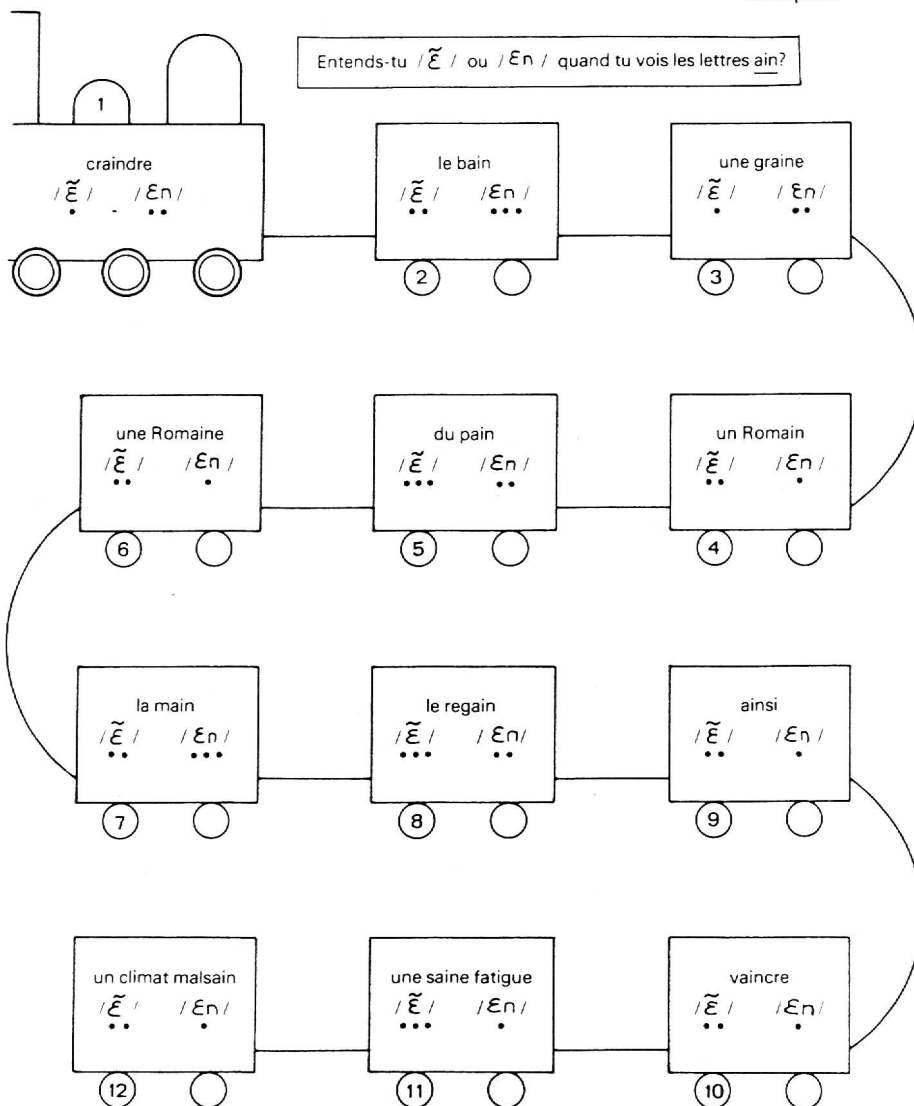 Entends-tu /ɛ̃/ ou /ɛn/ quand tu vois les lettres ain?
1
craindre
/ɛ̃/ - /ɛn/
le bain
/ɛ̃/ /ɛn/
2
une graine
/ɛ̃/ /ɛn/
3
un Romain
/ɛ̃/ /ɛn/
4
du pain
/ɛ̃/ /ɛn/
5
une Romaine
/ɛ̃/ /ɛn/
6
la main
/ɛ̃/ /ɛn/
7
le regain
/ɛ̃/ /ɛn/
8
ainsi
/ɛ̃/ /ɛn/
9
vaincre
/ɛ̃/ /ɛn/
10
une saine fatigue
/ɛ̃/ /ɛn/
11
un climat malsain
/ɛ̃/ /ɛn/
12